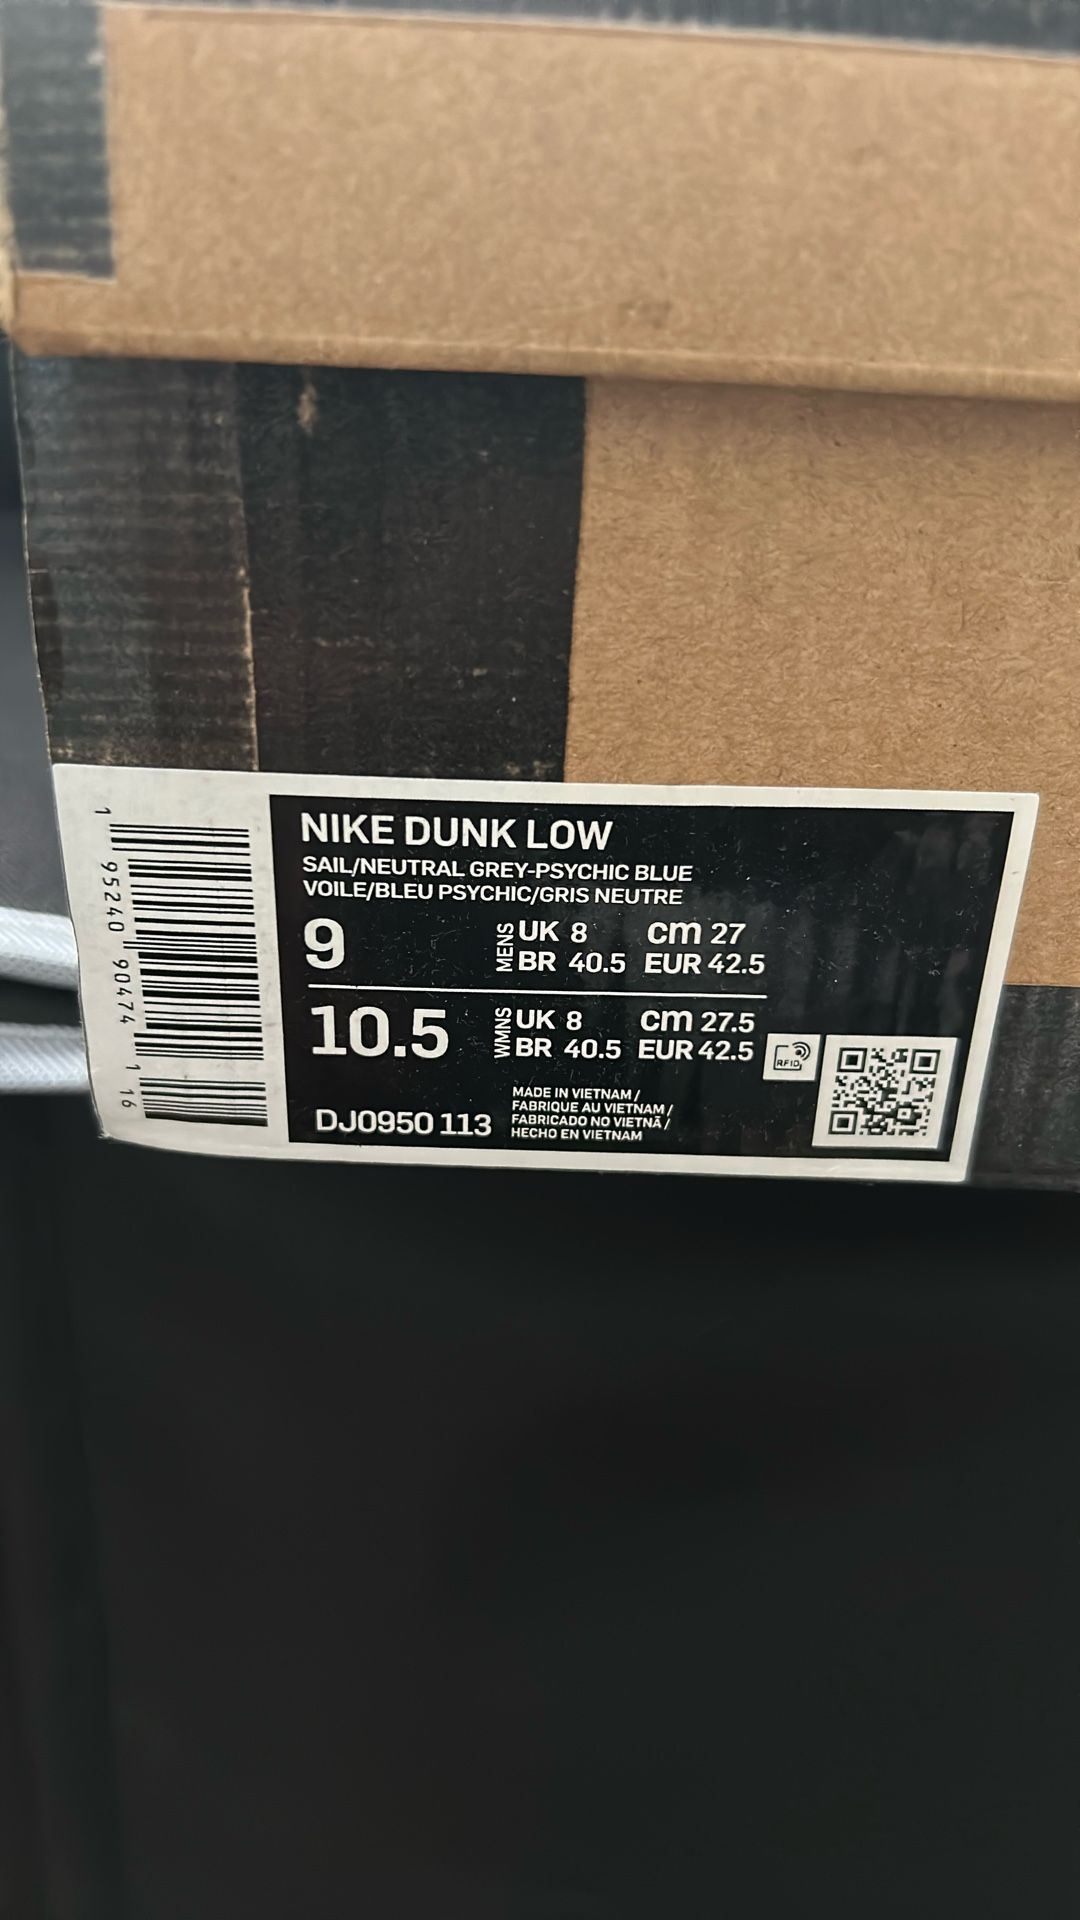 NIKE DUNK LOW
SAIL/NEUTRAL GREY-PSYCHIC BLUE
VOILE/BLEU PSYCHIC/GRIS NEUTRE
9 MENS UK 8 cm 27
BR 40.5 EUR 42.5
10.5 WMNS UK 8 cm 27.5
BR 40.5 EUR 42.5
RFID
DJ0950 113
MADE IN VIETNAM /
FABRIQUE AU VIETNAM /
FABRICADO NO VIETNÃ /
HECHO EN VIETNAM
1 95240 90474 1 16